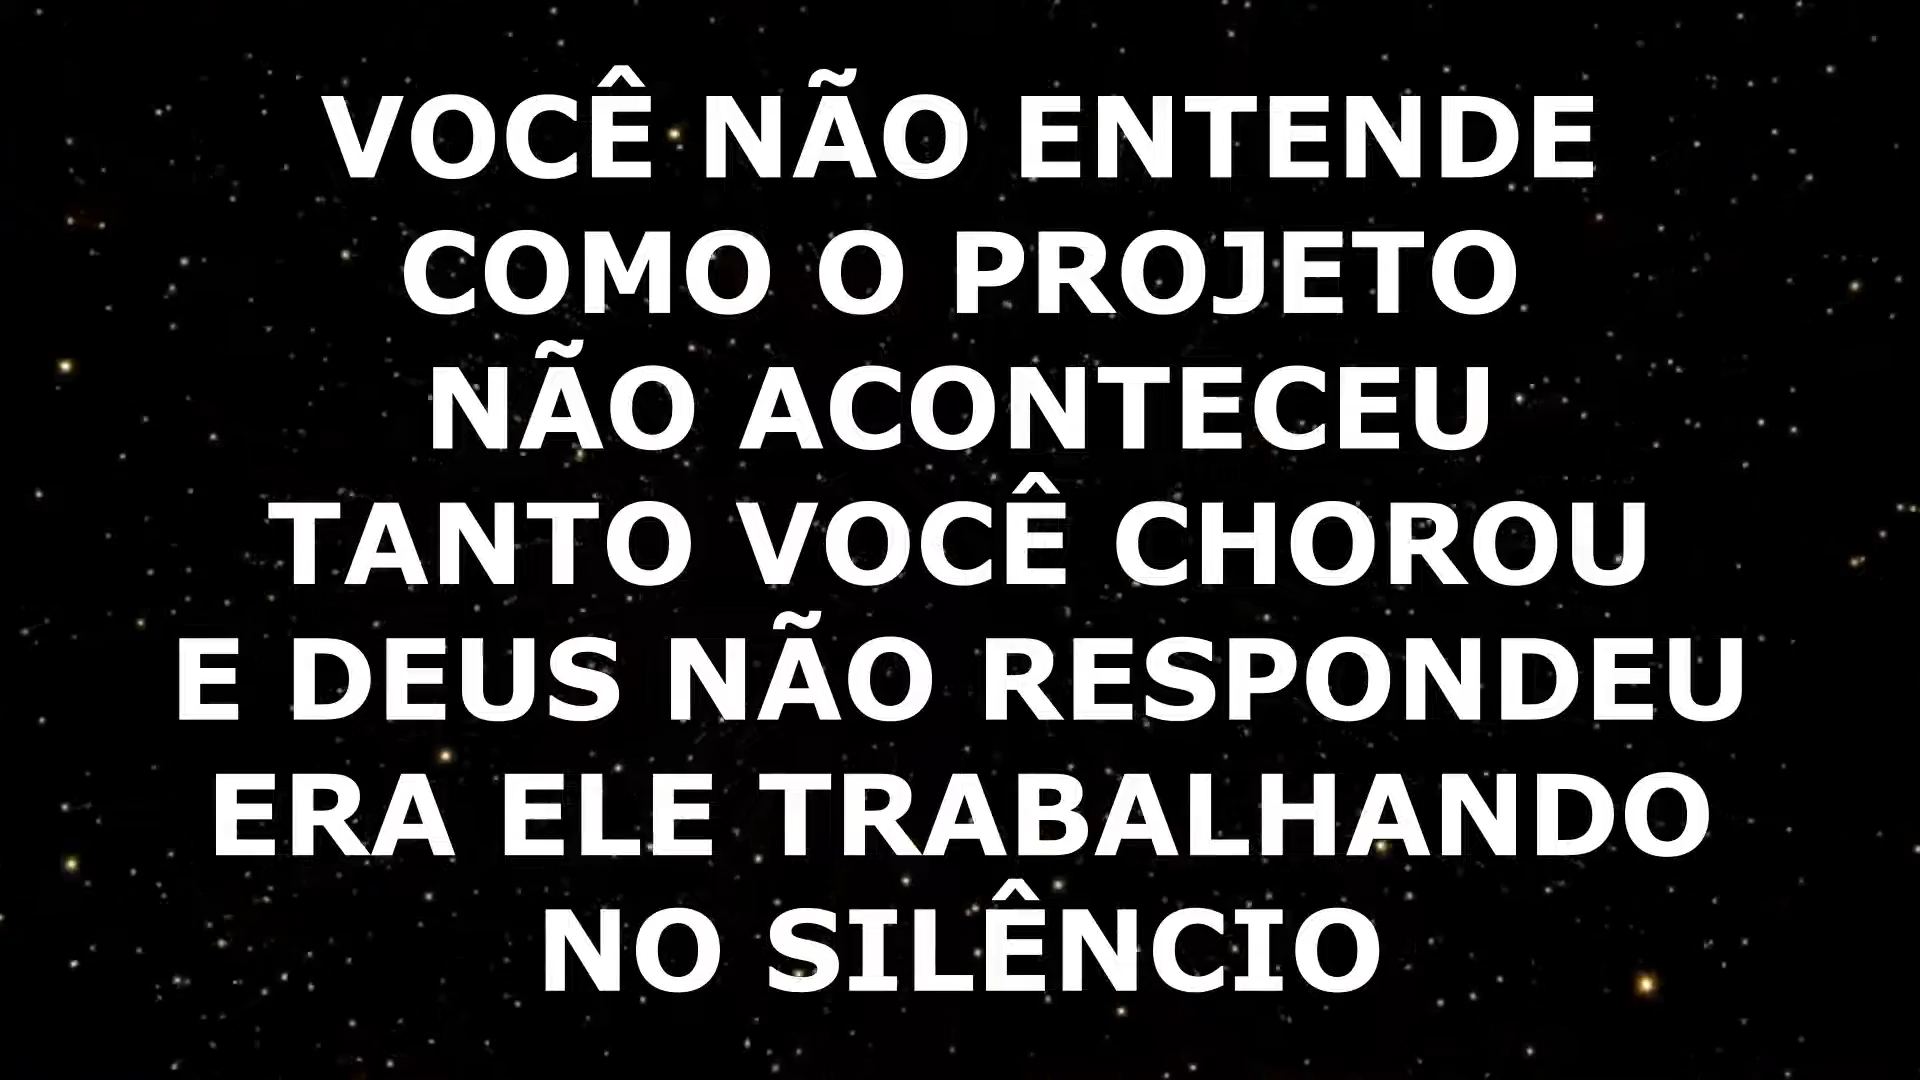 VOCÊ NÃO ENTENDE
COMO O PROJETO
NÃO ACONTECEU
TANTO VOCÊ CHOROU
E DEUS NÃO RESPONDEU
ERA ELE TRABALHANDO
NO SILÊNCIO